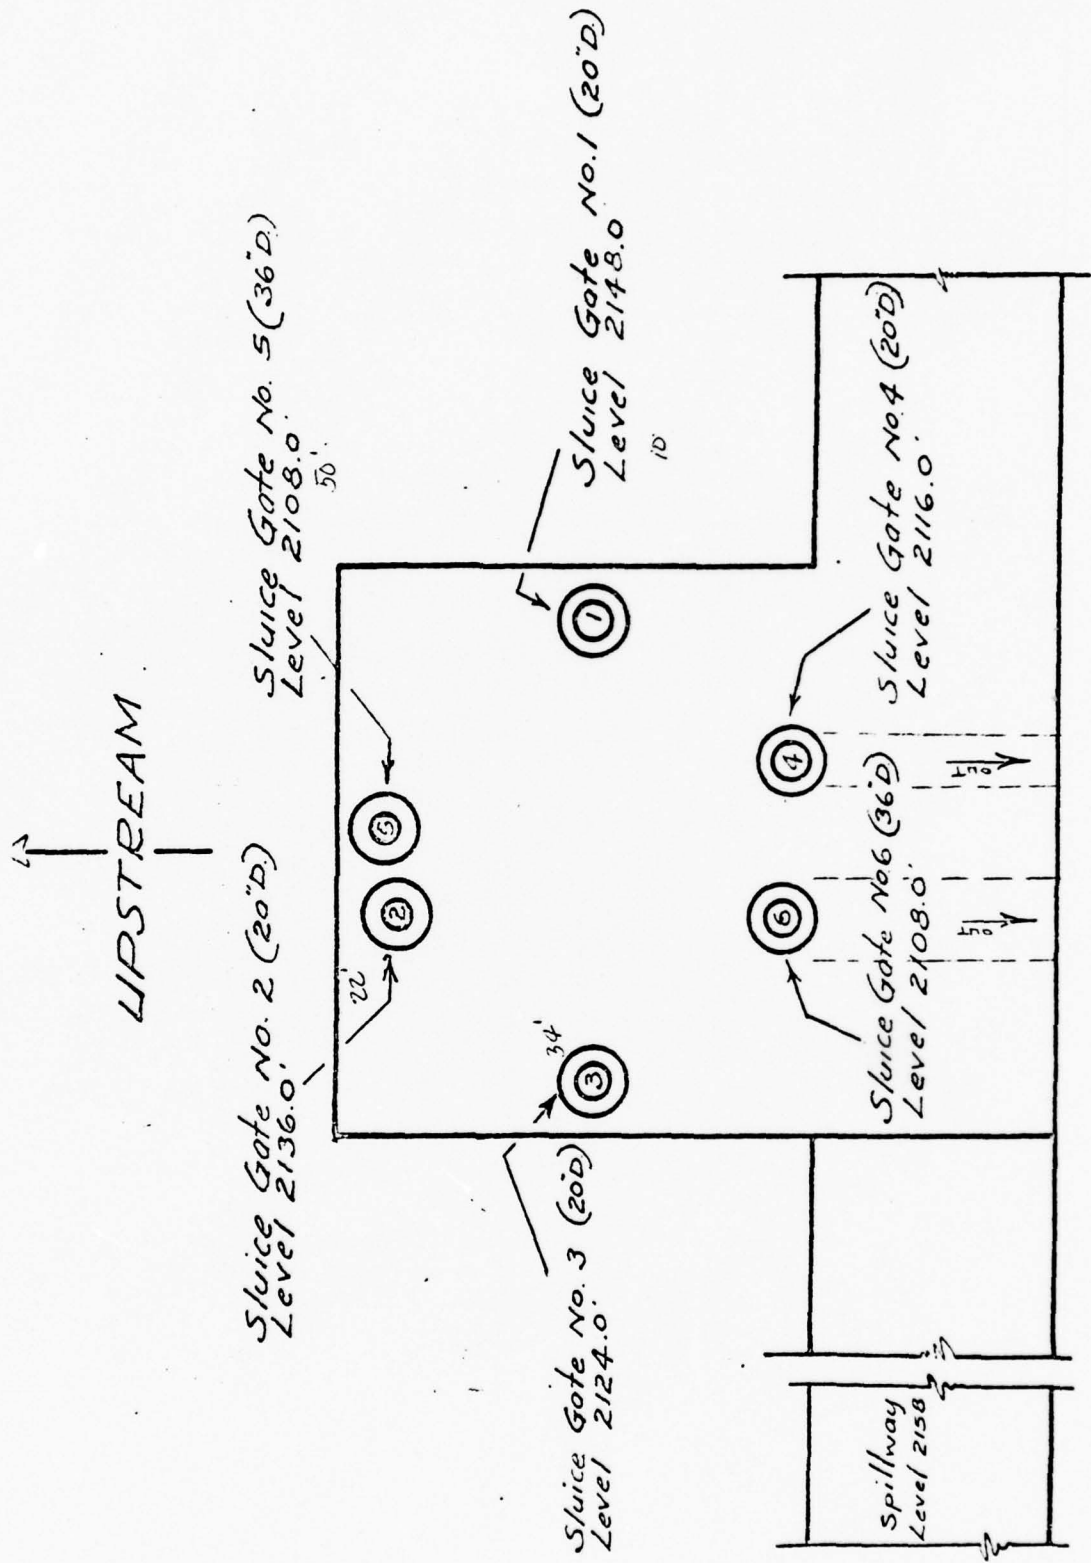 UPSTREAM
Sluice Gate No. 2 (20"D.)
Level 2136.0'
22'
Sluice Gate No. 5 (36"D.)
Level 2108.0'
50'
Sluice Gate No. 3 (20"D)
Level 2124.0'
34'
Sluice Gate No. 1 (20"D)
Level 2148.0'
10'
5
2
1
3
4
6
Sluice Gate No. 6 (36"D)
Level 2108.0'
Sluice Gate No. 4 (20"D)
Level 2116.0'
out
out
Spillway
Level 2158